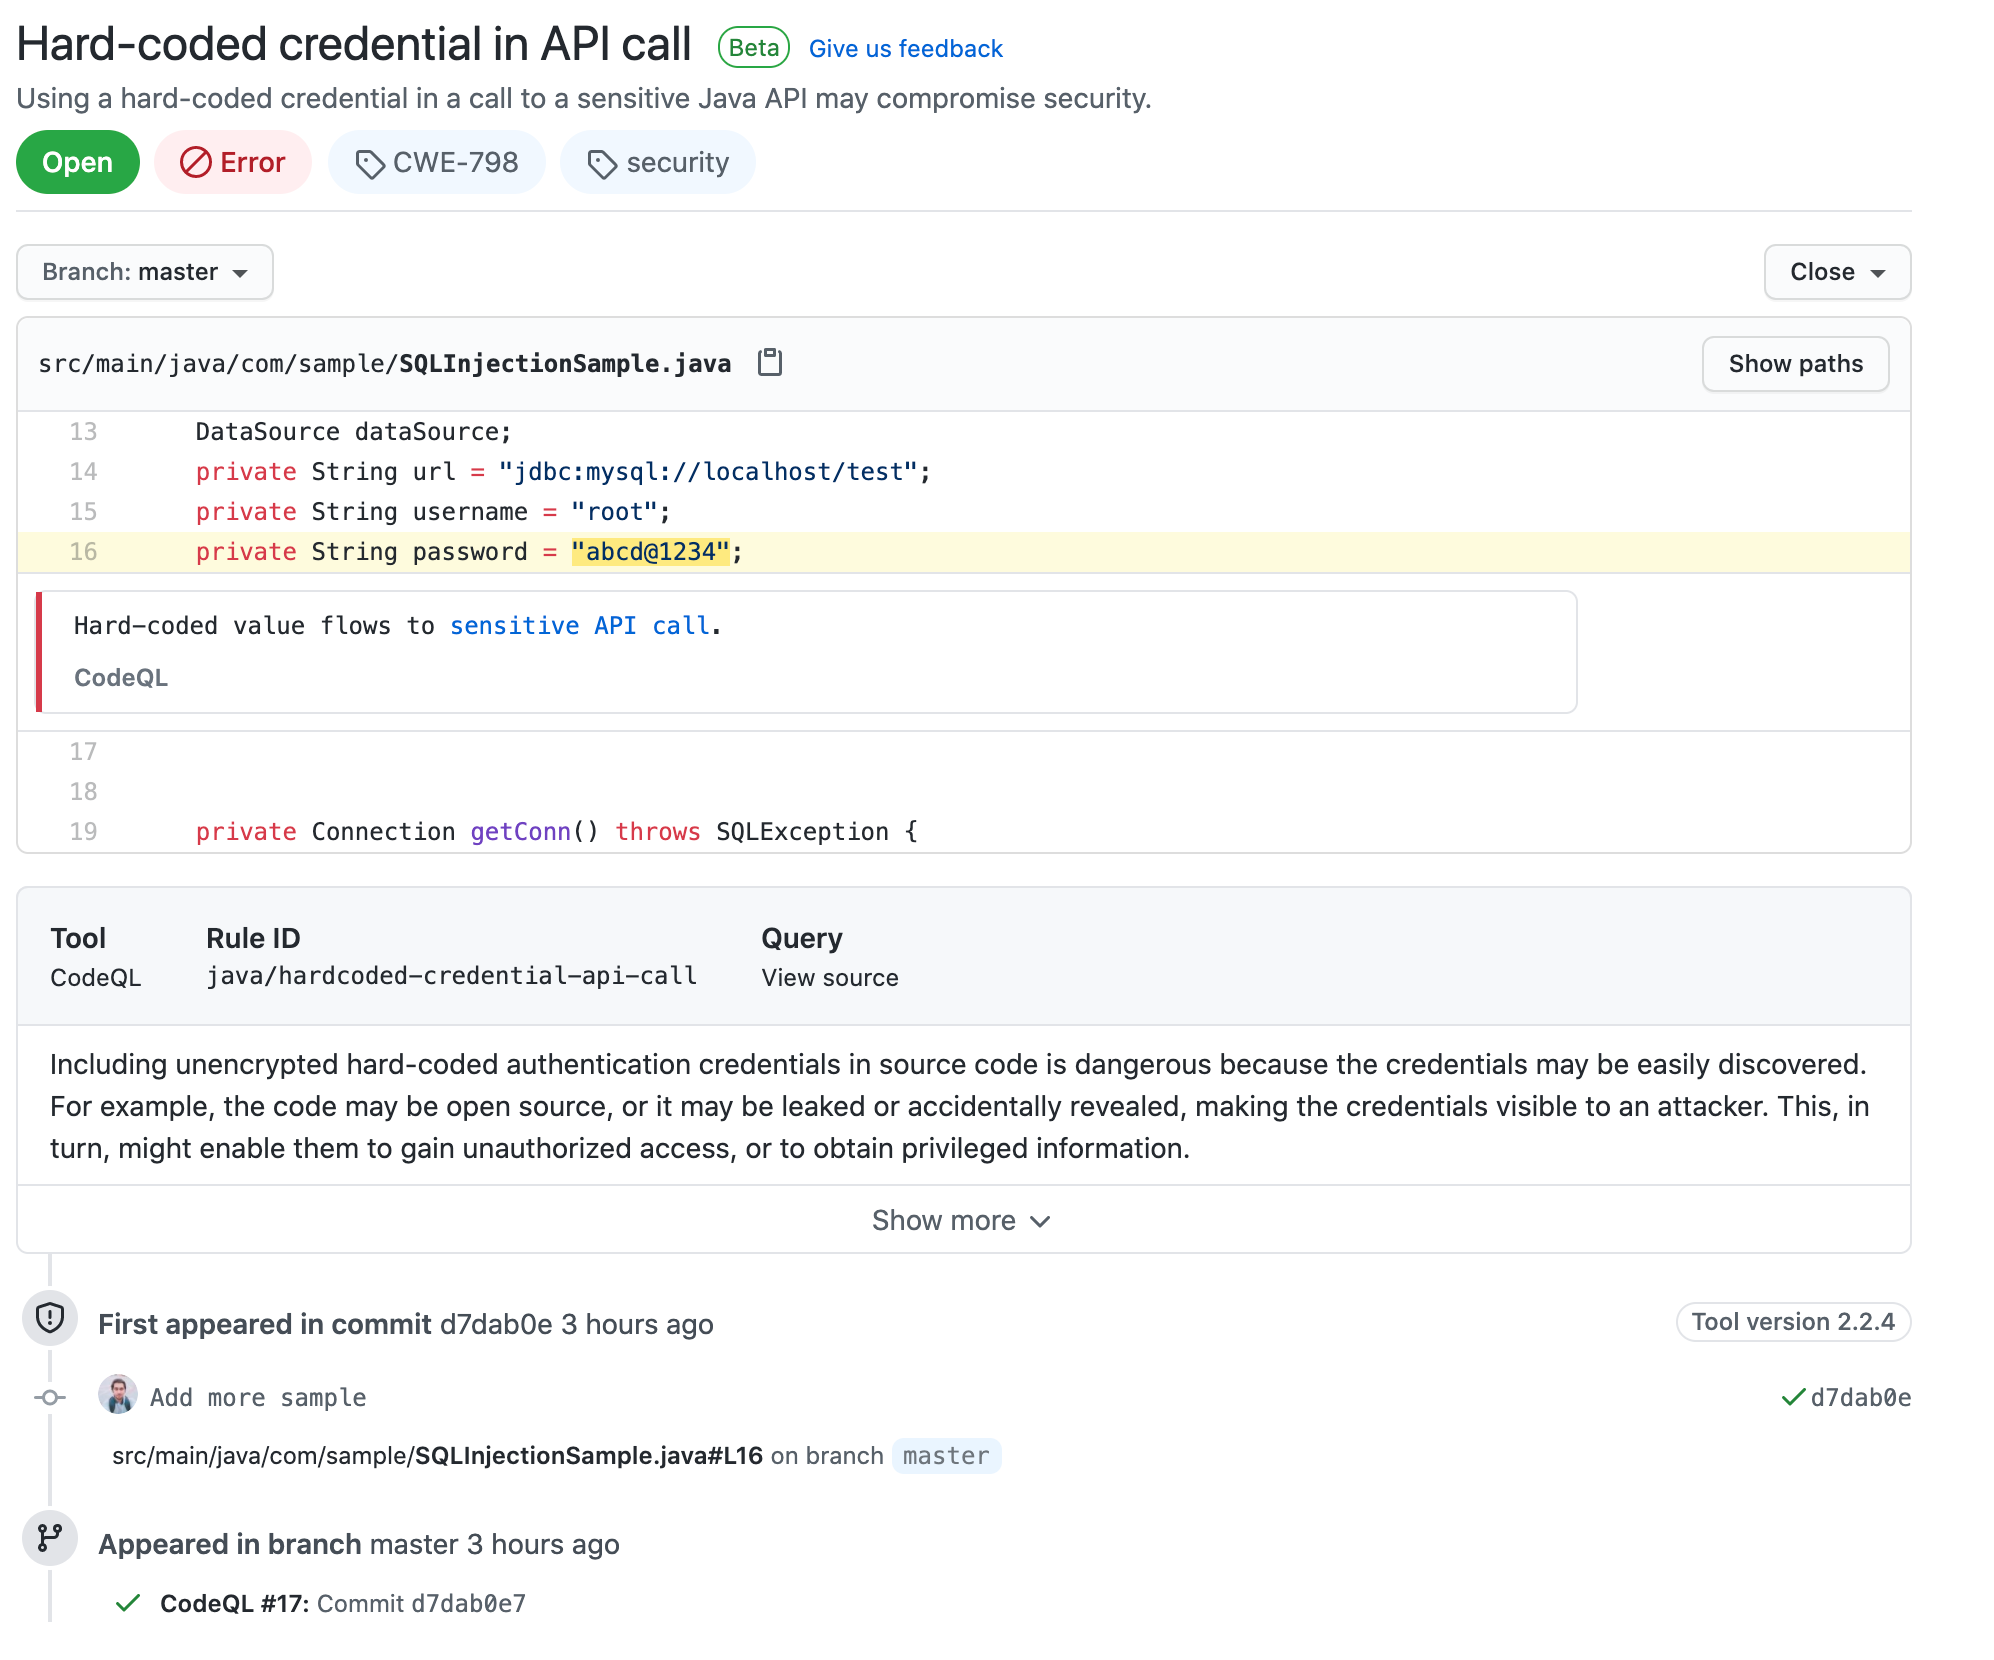 Hard-coded credential in API call Beta Give us feedback
Using a hard-coded credential in a call to a sensitive Java API may compromise security.
Open Error CWE-798 security
Branch: master Close
src/main/java/com/sample/SQLInjectionSample.java Show paths
13 DataSource dataSource;
14 private String url = "jdbc:mysql://localhost/test";
15 private String username = "root";
16 private String password = "abcd@1234";
Hard-coded value flows to sensitive API call.
CodeQL
17
18
19 private Connection getConn() throws SQLException {
Tool Rule ID Query
CodeQL java/hardcoded-credential-api-call View source
Including unencrypted hard-coded authentication credentials in source code is dangerous because the credentials may be easily discovered.
For example, the code may be open source, or it may be leaked or accidentally revealed, making the credentials visible to an attacker. This, in
turn, might enable them to gain unauthorized access, or to obtain privileged information.
Show more
First appeared in commit d7dab0e 3 hours ago Tool version 2.2.4
Add more sample d7dab0e
src/main/java/com/sample/SQLInjectionSample.java#L16 on branch master
Appeared in branch master 3 hours ago
CodeQL #17: Commit d7dab0e7